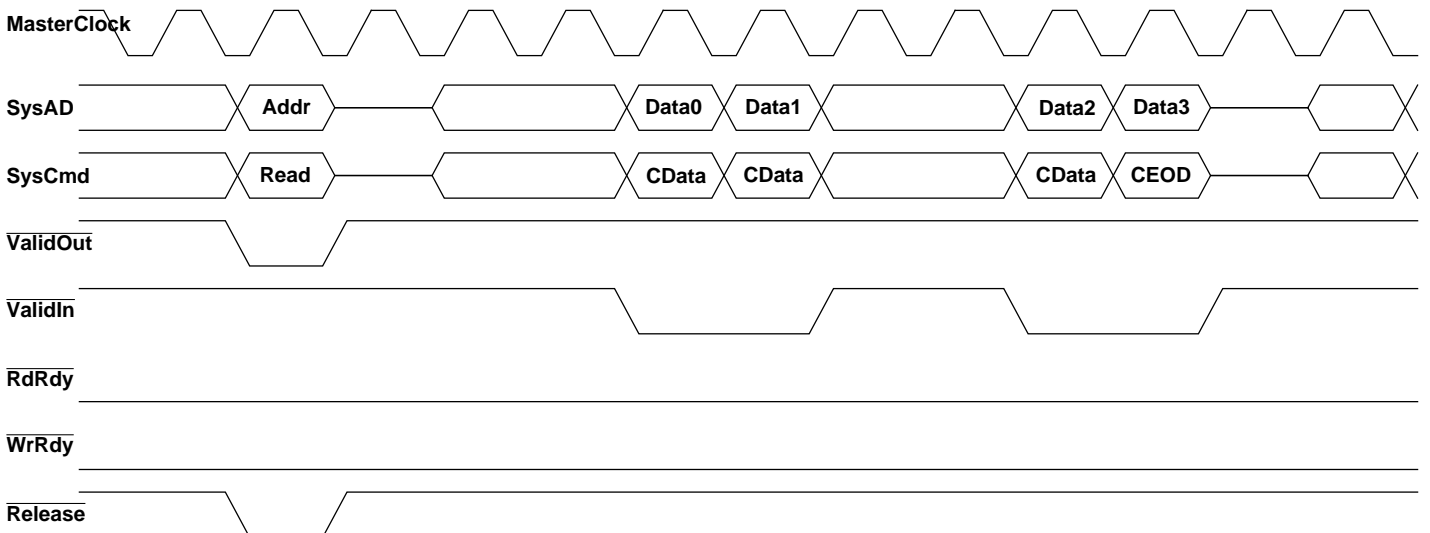 MasterClock
SysAD Addr Data0 Data1 Data2 Data3
SysCmd Read CData CData CData CEOD
ValidOut
ValidIn
RdRdy
WrRdy
Release